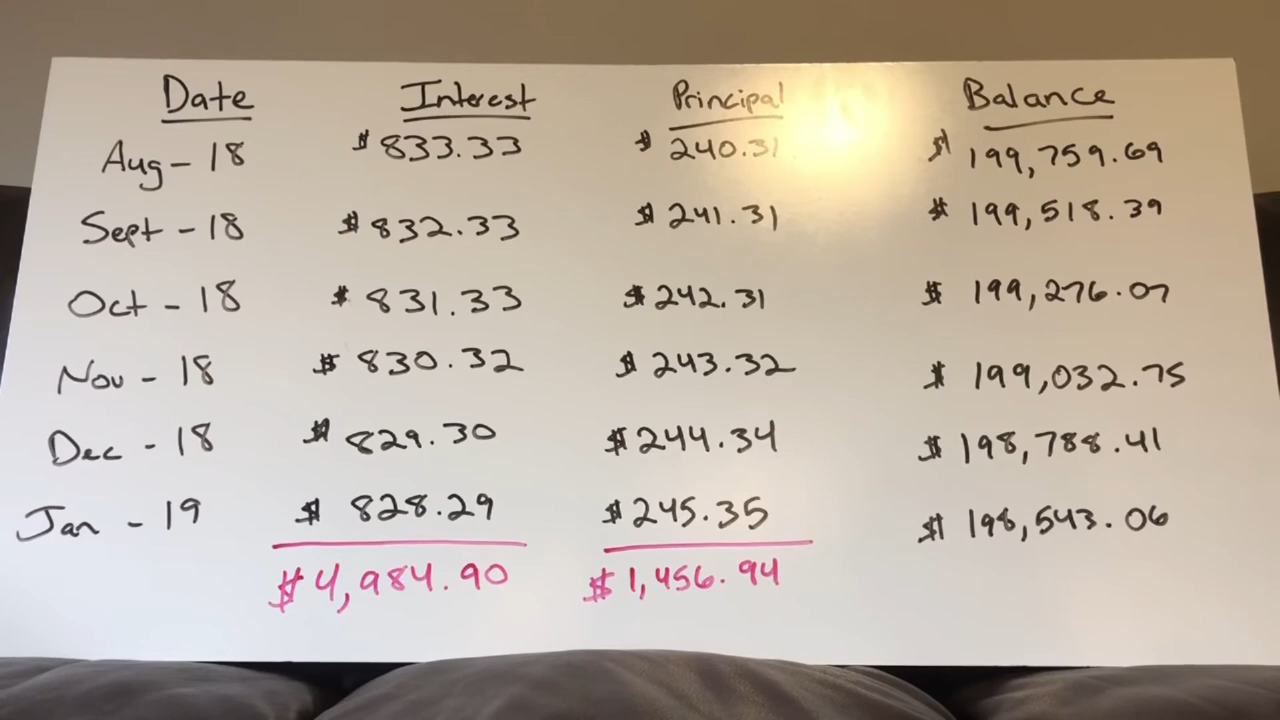 Date Interest Principal Balance
Aug - 18 $ 833.33 $ 240.31 $ 199,759.69
Sept - 18 $ 832.33 $ 241.31 $ 199,518.39
Oct - 18 $ 831.33 $ 242.31 $ 199,276.07
Nov - 18 $ 830.32 $ 243.32 $ 199,032.75
Dec - 18 $ 829.30 $ 244.34 $ 198,788.41
Jan - 19 $ 828.29 $ 245.35 $ 198,543.06
$4,984.90 $1,456.94